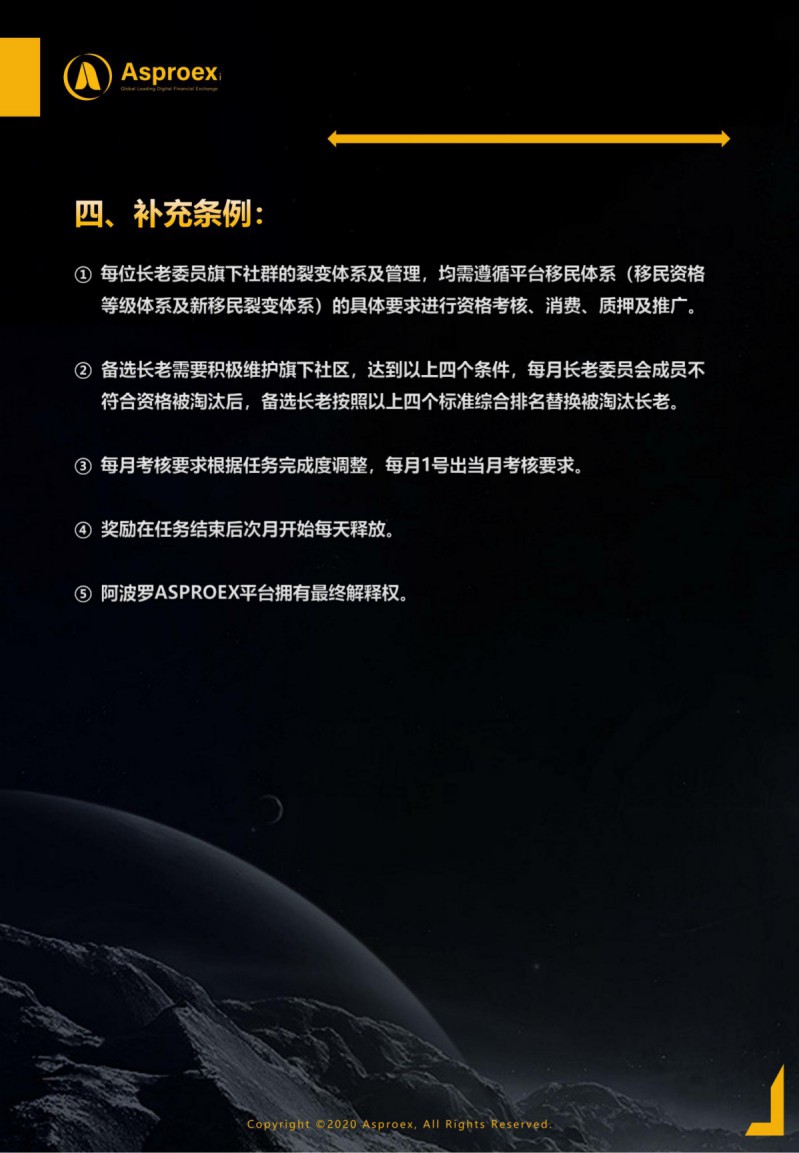 Asproex
Global Leading Digital Financial Exchange
四、补充条例：
① 每位长老委员旗下社群的裂变体系及管理，均需遵循平台移民体系（移民资格
等级体系及新移民裂变体系）的具体要求进行资格考核、消费、质押及推广。
② 备选长老需要积极维护旗下社区，达到以上四个条件，每月长老委员会成员不
符合资格被淘汰后，备选长老按照以上四个标准综合排名替换被淘汰长老。
③ 每月考核要求根据任务完成度调整，每月1号出当月考核要求。
④ 奖励在任务结束后次月开始每天释放。
⑤ 阿波罗ASPROEX平台拥有最终解释权。
Copyright ©2020 Asproex, All Rights Reserved.